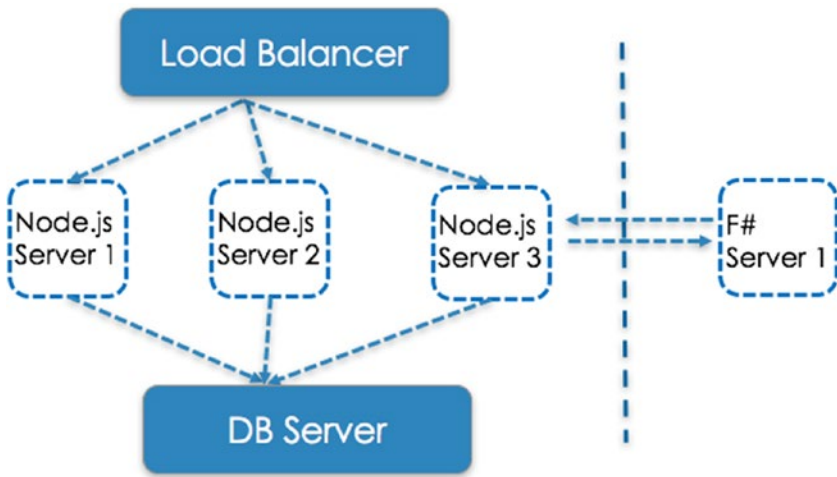 Load Balancer
Node.js
Server 1
Node.js
Server 2
Node.js
Server 3
F#
Server 1
DB Server